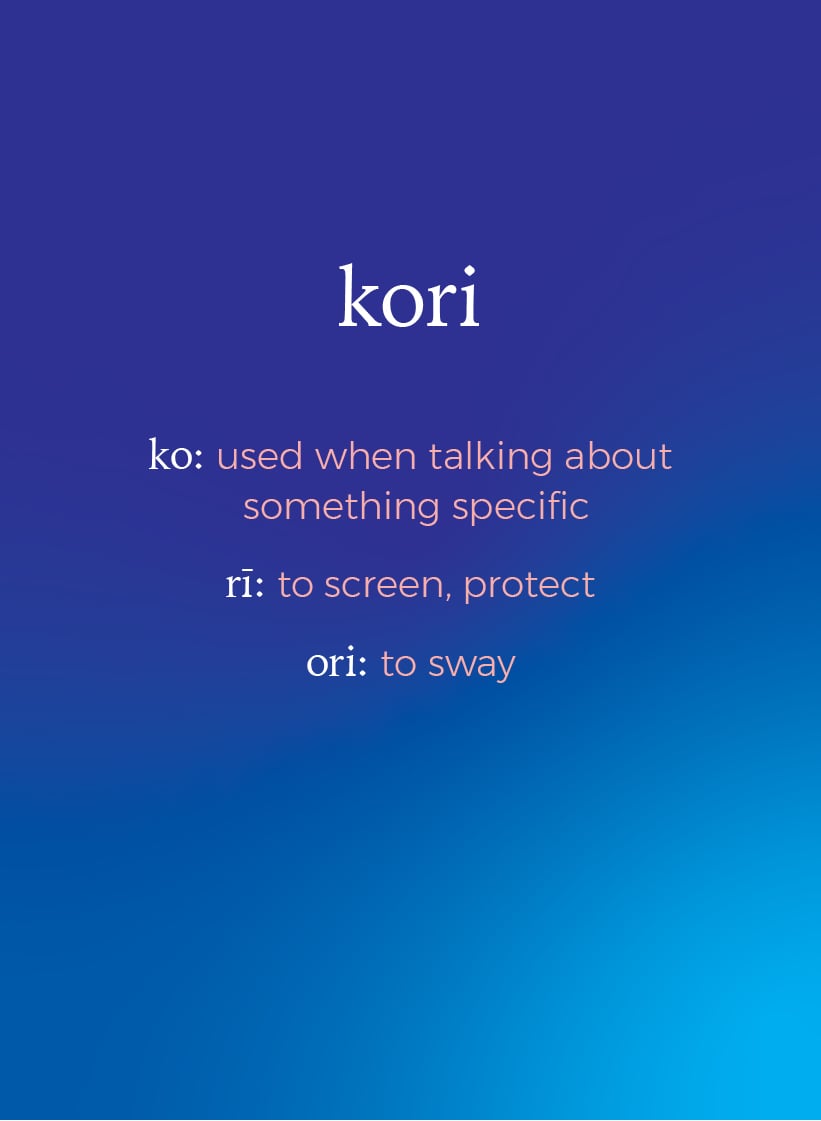 kori
ko: used when talking about
something specific
rī: to screen, protect
ori: to sway